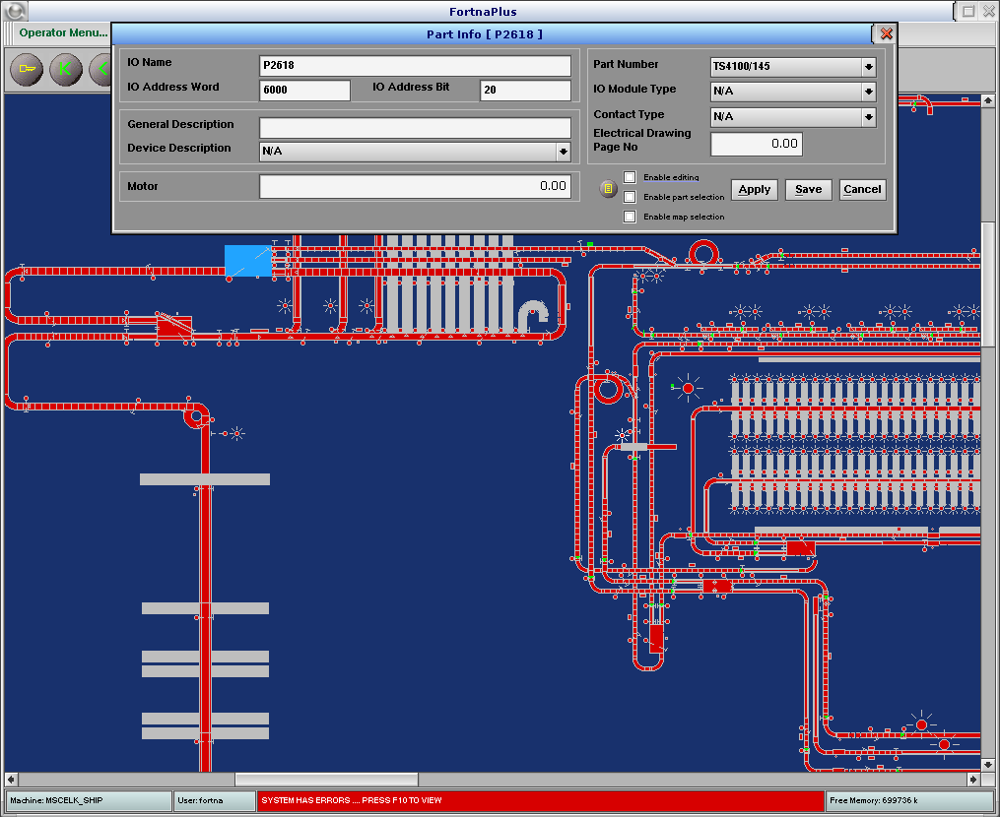 FortnaPlus
Operator Menu...
Part Info [ P2618 ]
IO Name
P2618
IO Address Word
6000
IO Address Bit
20
General Description
Device Description
N/A
Motor
0.00
Part Number
TS4100/145
IO Module Type
N/A
Contact Type
N/A
Electrical Drawing
Page No
0.00
Enable editing
Enable part selection
Enable map selection
Apply
Save
Cancel
Machine: MSCELK_SHIP
User: fortna
SYSTEM HAS ERRORS .... PRESS F10 TO VIEW
Free Memory: 699736 k